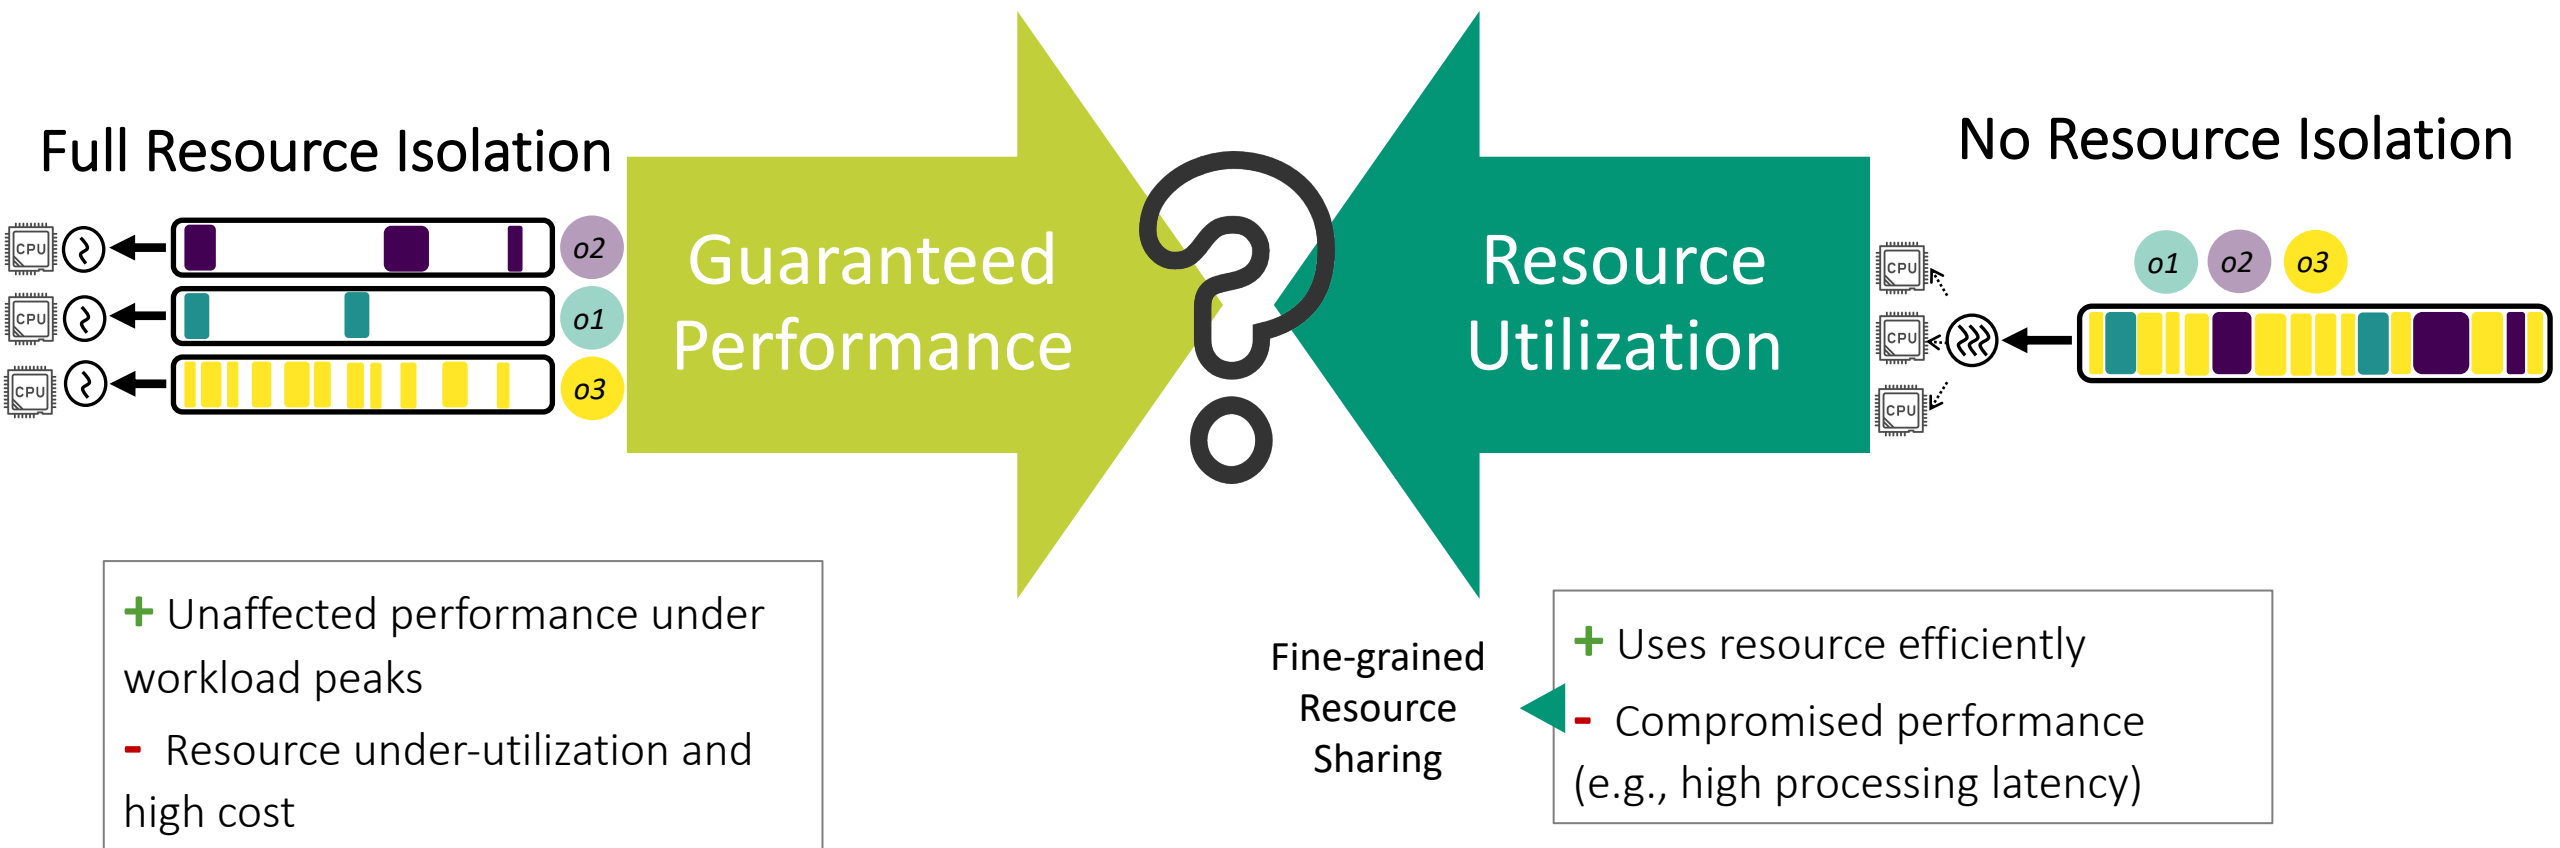 Full Resource Isolation
CPU
o2
CPU
o1
CPU
o3
Guaranteed
Performance
Resource
Utilization
No Resource Isolation
CPU
CPU
CPU
o1 o2 o3
+ Unaffected performance under
workload peaks
- Resource under-utilization and
high cost
Fine-grained
Resource
Sharing
+ Uses resource efficiently
- Compromised performance
(e.g., high processing latency)